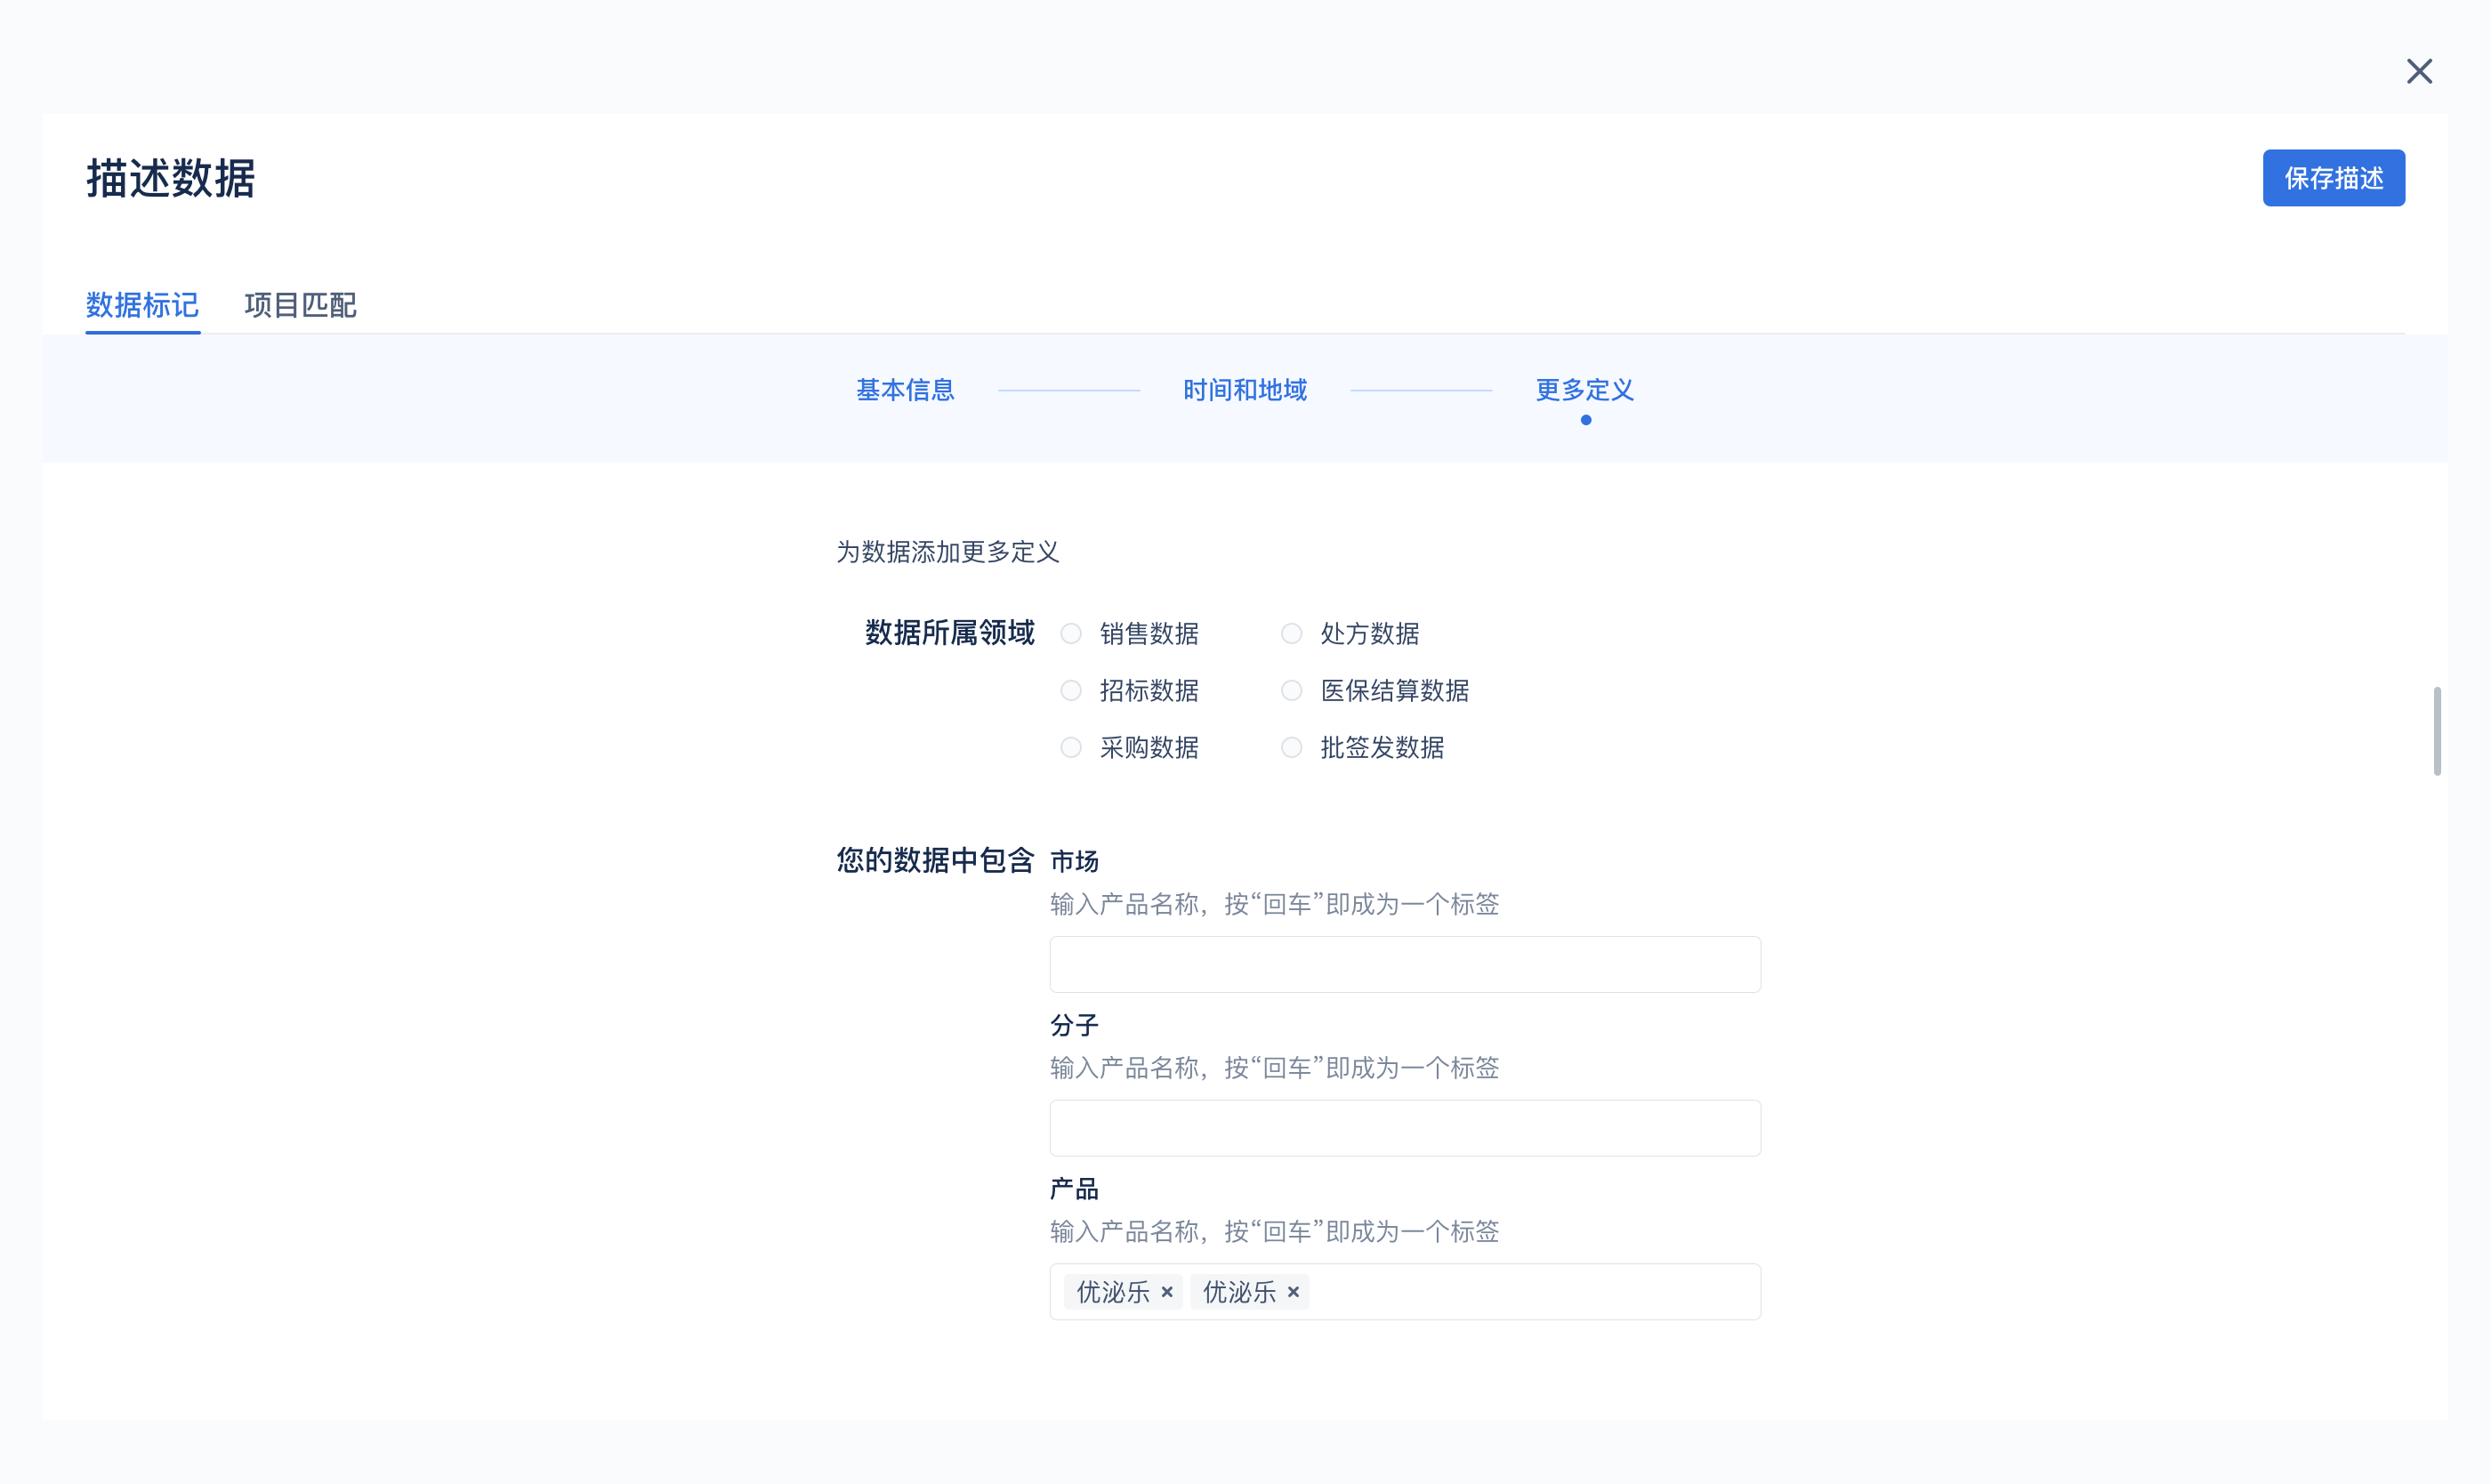 描述数据
保存描述
数据标记 项目匹配
基本信息 时间和地域 更多定义
为数据添加更多定义
数据所属领域 销售数据 处方数据
招标数据 医保结算数据
采购数据 批签发数据
您的数据中包含 市场
输入产品名称，按“回车”即成为一个标签
分子
输入产品名称，按“回车”即成为一个标签
产品
输入产品名称，按“回车”即成为一个标签
优泌乐 × 优泌乐 ×